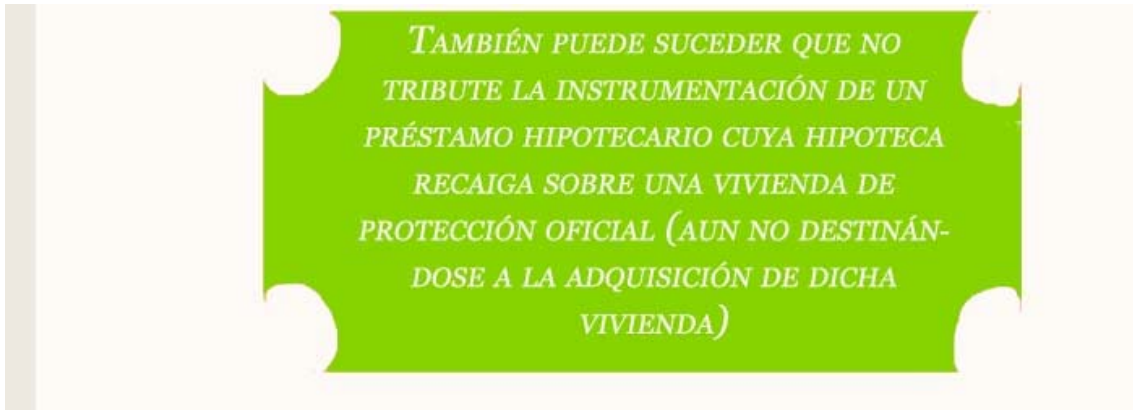 TAMBIÉN PUEDE SUCEDER QUE NO
TRIBUTE LA INSTRUMENTACIÓN DE UN
PRÉSTAMO HIPOTECARIO CUYA HIPOTECA
RECAIGA SOBRE UNA VIVIENDA DE
PROTECCIÓN OFICIAL (AUN NO DESTINÁN-
DOSE A LA ADQUISICIÓN DE DICHA
VIVIENDA)